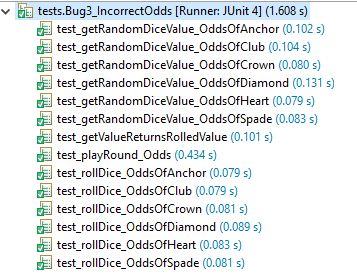 tests.Bug3_IncorrectOdds [Runner: JUnit 4] (1.608 s)
test_getRandomDiceValue_OddsOfAnchor (0.102 s)
test_getRandomDiceValue_OddsOfClub (0.104 s)
test_getRandomDiceValue_OddsOfCrown (0.080 s)
test_getRandomDiceValue_OddsOfDiamond (0.131 s)
test_getRandomDiceValue_OddsOfHeart (0.079 s)
test_getRandomDiceValue_OddsOfSpade (0.083 s)
test_getValueReturnsRolledValue (0.101 s)
test_playRound_Odds (0.434 s)
test_rollDice_OddsOfAnchor (0.079 s)
test_rollDice_OddsOfClub (0.079 s)
test_rollDice_OddsOfCrown (0.081 s)
test_rollDice_OddsOfDiamond (0.089 s)
test_rollDice_OddsOfHeart (0.083 s)
test_rollDice_OddsOfSpade (0.081 s)